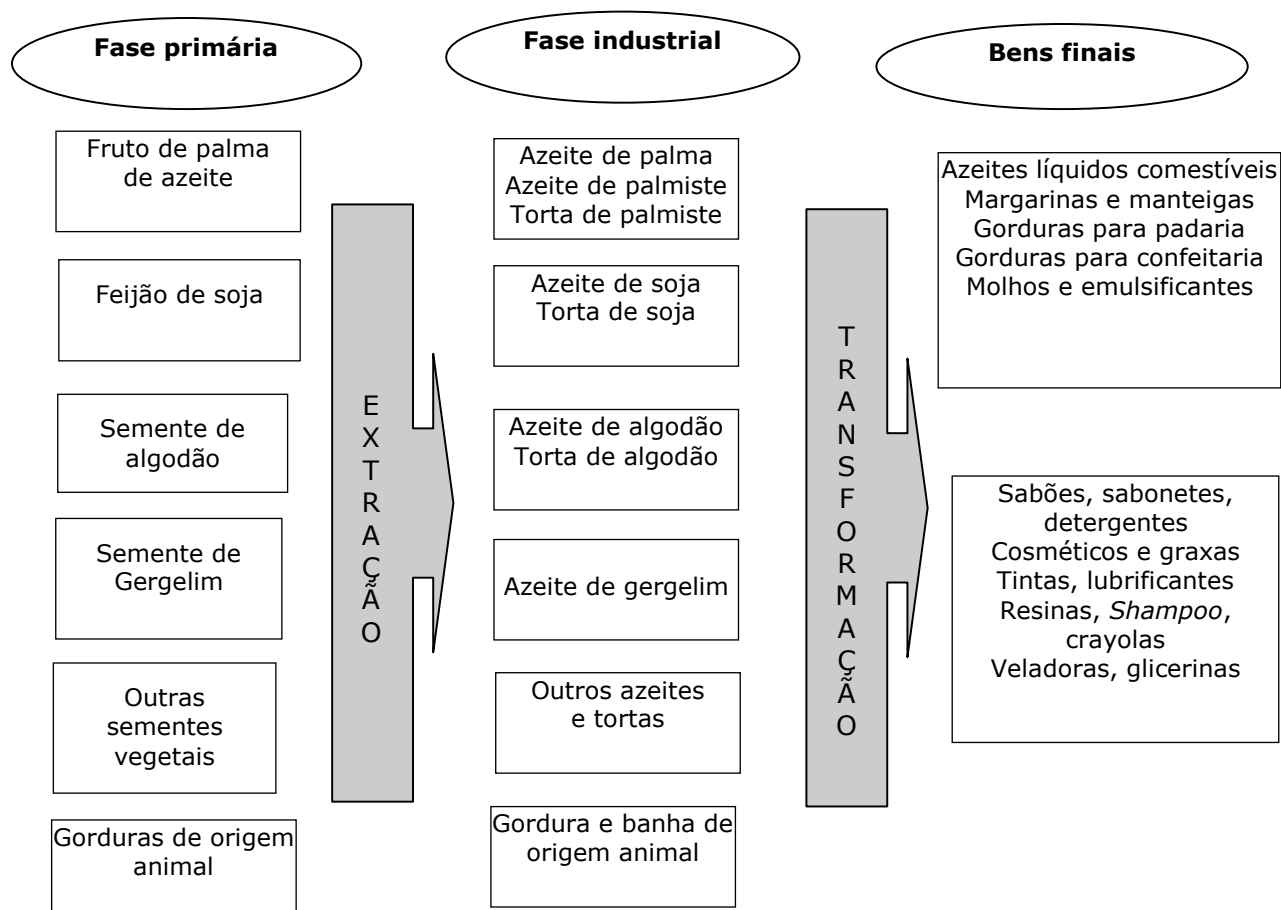 Fase primária
Fruto de palma
de azeite
Feijão de soja
Semente de
algodão
Semente de
Gergelim
Outras
sementes
vegetais
Gorduras de origem
animal
E
X
T
R
A
Ç
Ã
O
Fase industrial
Azeite de palma
Azeite de palmiste
Torta de palmiste
Azeite de soja
Torta de soja
Azeite de algodão
Torta de algodão
Azeite de gergelim
Outros azeites
e tortas
Gordura e banha de
origem animal
T
R
A
N
S
F
O
R
M
A
Ç
Ã
O
Bens finais
Azeites líquidos comestíveis
Margarinas e manteigas
Gorduras para padaria
Gorduras para confeitaria
Molhos e emulsificantes
Sabões, sabonetes,
detergentes
Cosméticos e graxas
Tintas, lubrificantes
Resinas, Shampoo,
crayolas
Veladoras, glicerinas